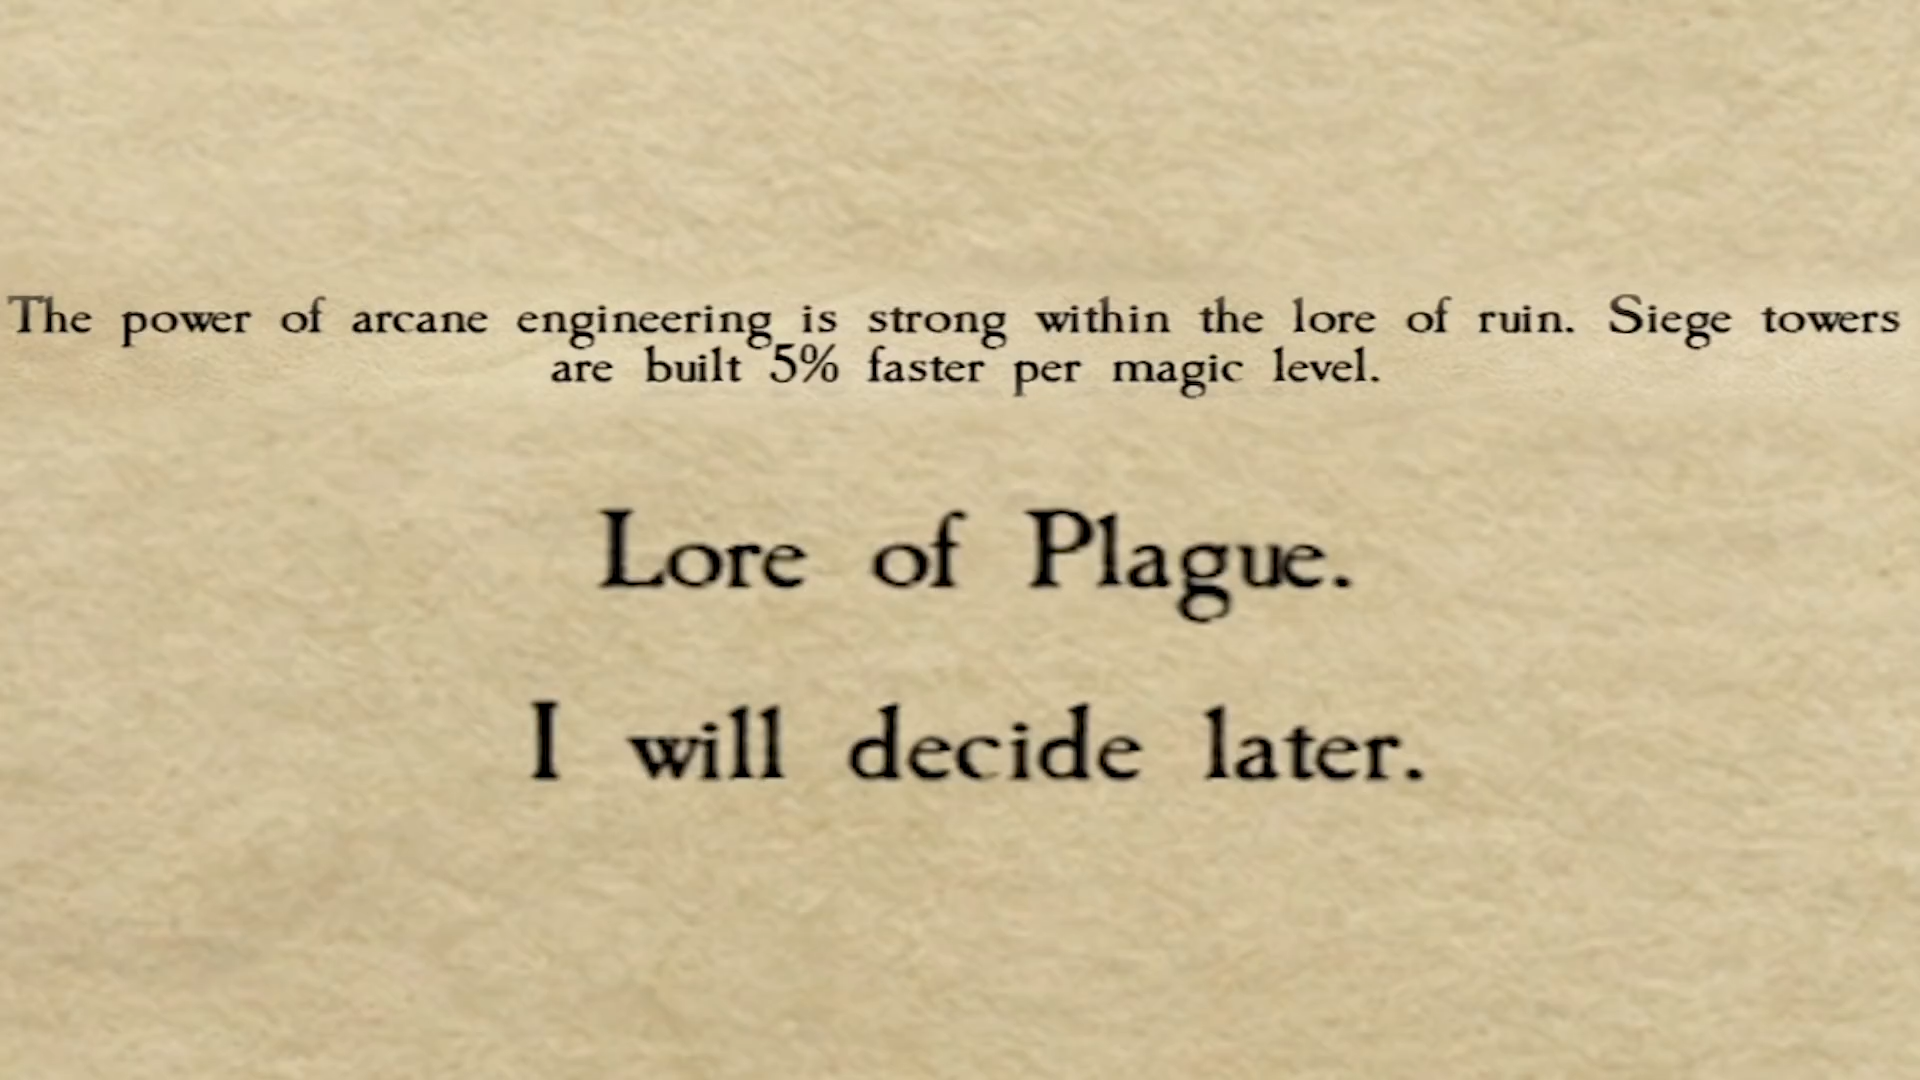 The power of arcane engineering is strong within the lore of ruin. Siege towers
are built 5% faster per magic level.
Lore of Plague.
I will decide later.